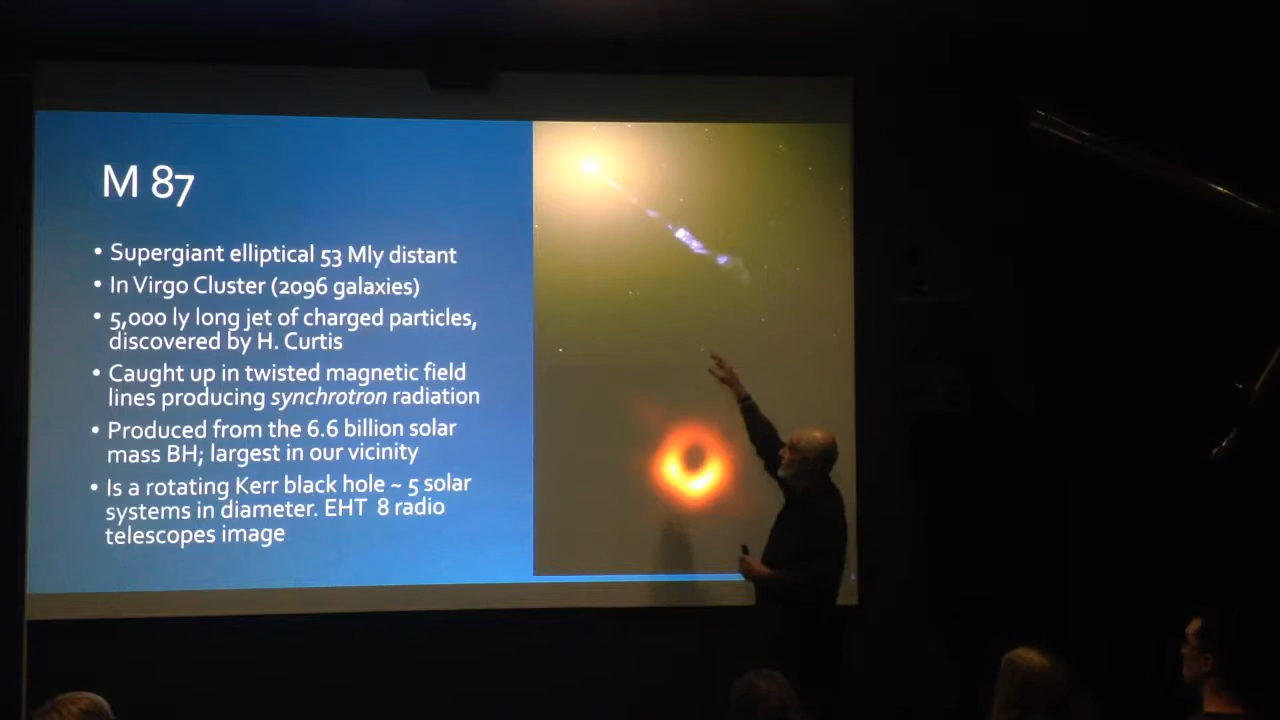 M 87
• Supergiant elliptical 53 Mly distant
• In Virgo Cluster (2096 galaxies)
• 5,000 ly long jet of charged particles,
discovered by H. Curtis
• Caught up in twisted magnetic field
lines producing synchrotron radiation
• Produced from the 6.6 billion solar
mass BH; largest in our vicinity
• Is a rotating Kerr black hole ~ 5 solar
systems in diameter. EHT 8 radio
telescopes image